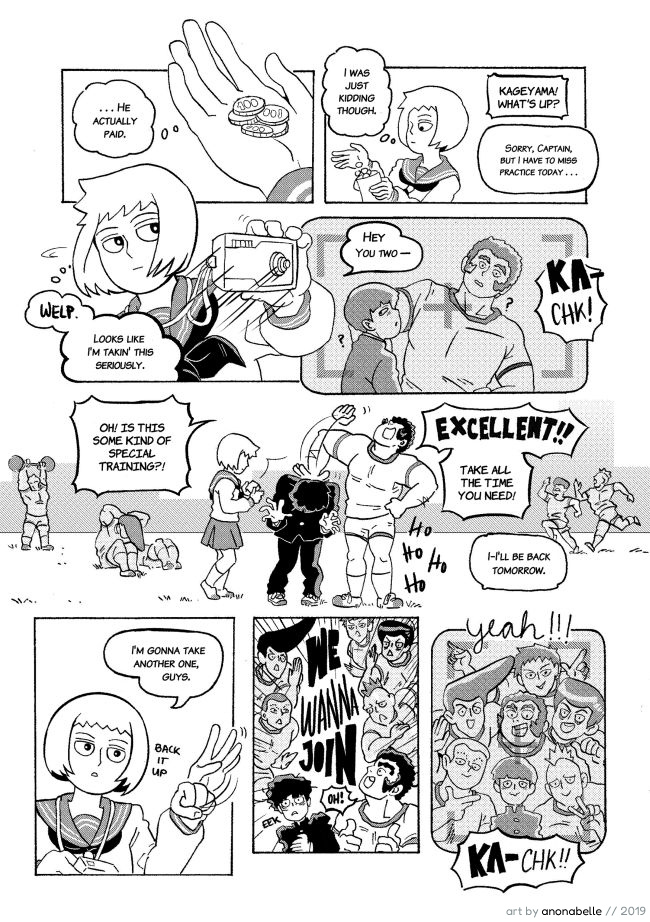 . . . HE
ACTUALLY
PAID.
I WAS
JUST
KIDDING
THOUGH.
KAGEYAMA!
WHAT'S UP?
SORRY, CAPTAIN,
BUT I HAVE TO MISS
PRACTICE TODAY . . .
WELP.
LOOKS LIKE
I'M TAKIN' THIS
SERIOUSLY.
HEY
YOU TWO —
?
?
KA-
CHK!
OH! IS THIS
SOME KIND OF
SPECIAL
TRAINING?!
EXCELLENT!!
TAKE ALL
THE TIME
YOU NEED!
HO
HO
HO
HO
I-I'LL BE BACK
TOMORROW.
I'M GONNA TAKE
ANOTHER ONE,
GUYS.
BACK
IT
UP
WE
WANNA
JOIN
OH!
EEK
yeah!!!
KA- CHK!!
art by anonabelle // 2019